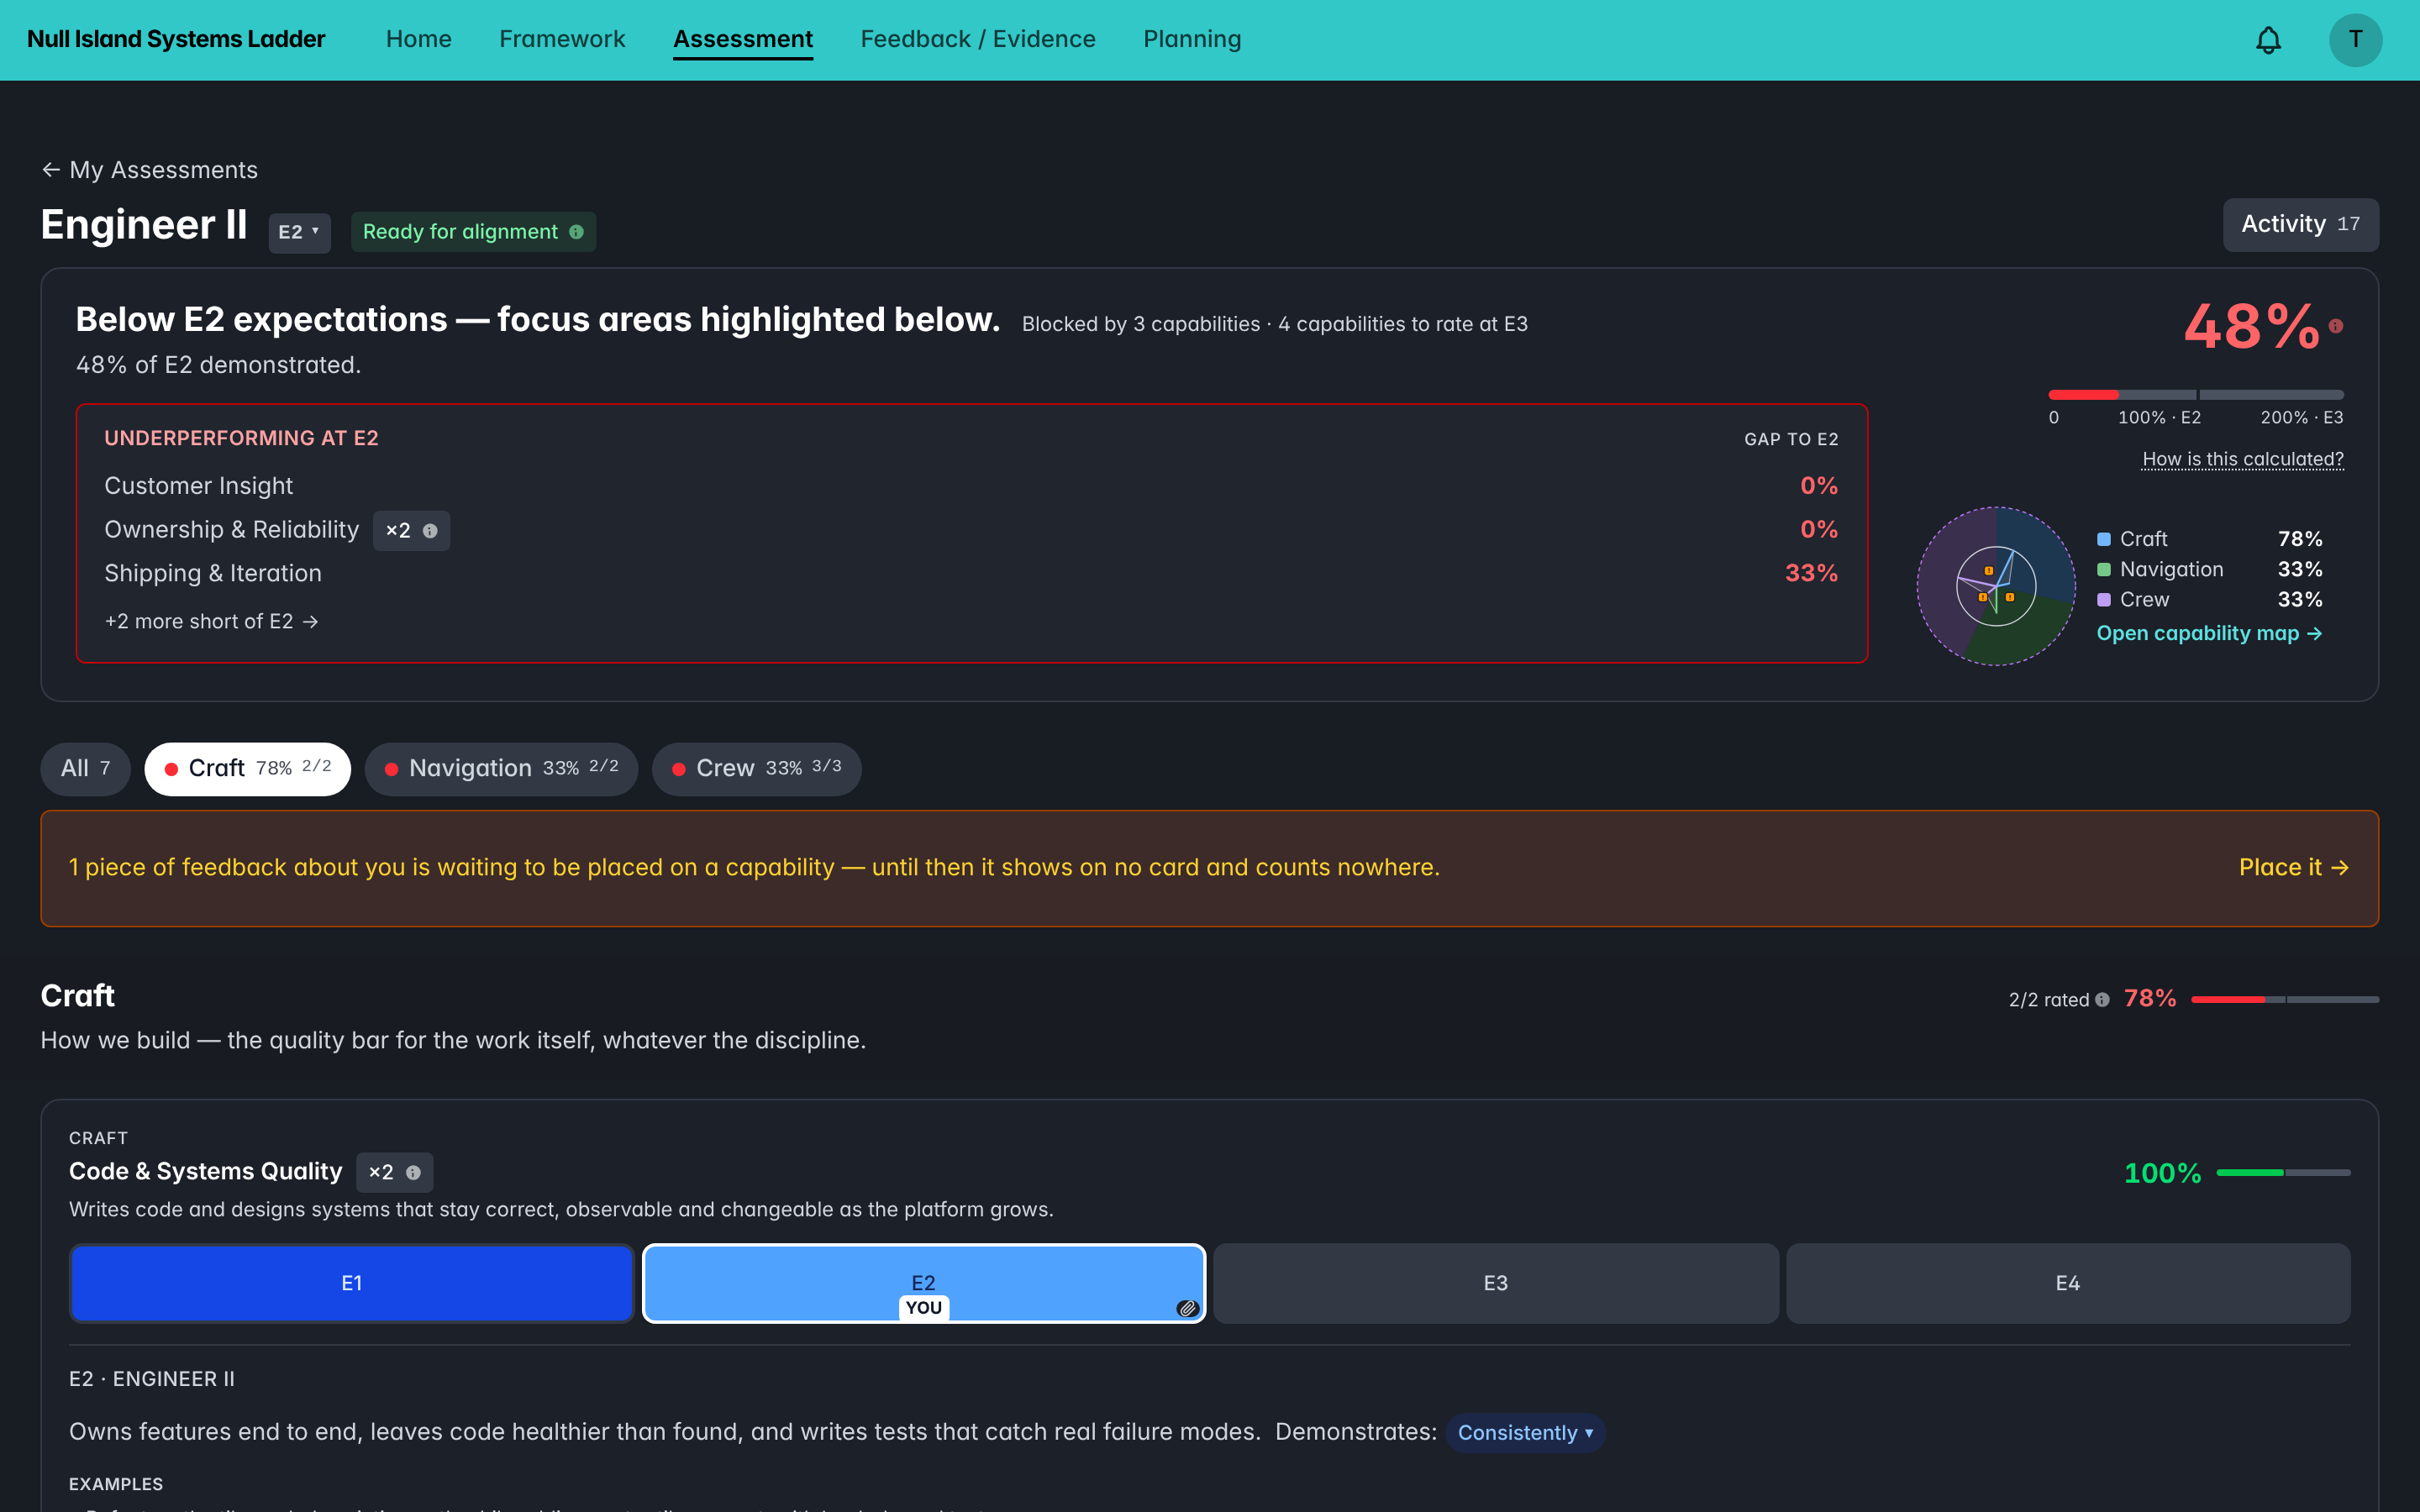 Null Island Systems Ladder Home Framework Assessment Feedback / Evidence Planning T
← My Assessments
Engineer II E2 ▾ Ready for alignment Activity 17
Below E2 expectations — focus areas highlighted below. Blocked by 3 capabilities · 4 capabilities to rate at E3 48%
48% of E2 demonstrated.
0 100% · E2 200% · E3
How is this calculated?
UNDERPERFORMING AT E2 GAP TO E2
Customer Insight 0%
Ownership & Reliability ×2 0%
Shipping & Iteration 33%
+2 more short of E2 →
Craft 78%
Navigation 33%
Crew 33%
Open capability map →
All 7 Craft 78% 2/2 Navigation 33% 2/2 Crew 33% 3/3
1 piece of feedback about you is waiting to be placed on a capability — until then it shows on no card and counts nowhere. Place it →
Craft 2/2 rated 78%
How we build — the quality bar for the work itself, whatever the discipline.
CRAFT
Code & Systems Quality ×2 100%
Writes code and designs systems that stay correct, observable and changeable as the platform grows.
E1 E2 E3 E4
YOU
E2 · ENGINEER II
Owns features end to end, leaves code healthier than found, and writes tests that catch real failure modes. Demonstrates: Consistently ▾
EXAMPLES